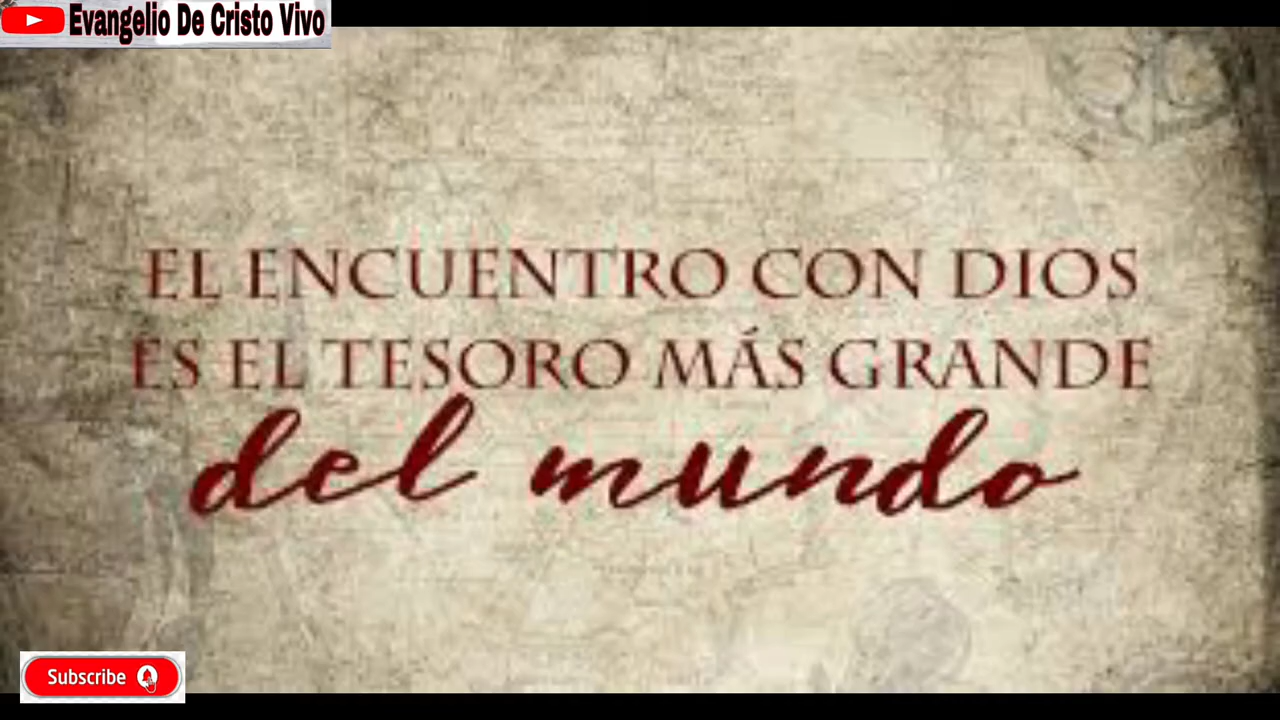 Evangelio De Cristo Vivo
EL ENCUENTRO CON DIOS
ES EL TESORO MÁS GRANDE
del mundo
Subscribe